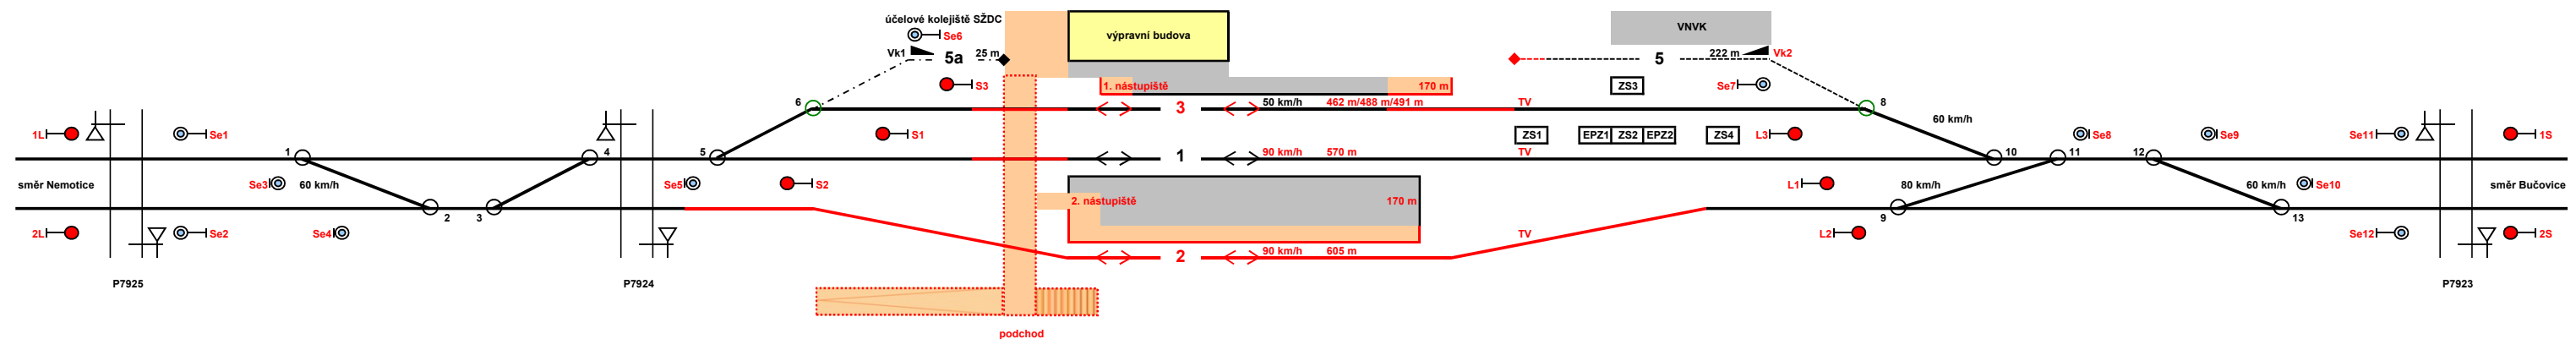 účelové kolejiště SŽDC
Se6
výpravní budova
VNVK
Vk1
5a
25 m
5
222 m
Vk2
S3
1. nástupiště
170 m
ZS3
Se7
6
3
50 km/h
462 m/488 m/491 m
TV
8
60 km/h
1L
Se1
S1
ZS1
EPZ1
ZS2
EPZ2
ZS4
L3
Se8
Se9
Se11
1S
1
4
5
1
90 km/h
570 m
TV
10
11
12
směr Nemotice
Se3
60 km/h
Se5
S2
L1
80 km/h
60 km/h
Se10
směr Bučovice
2. nástupiště
170 m
2
3
9
13
2L
Se2
Se4
TV
L2
Se12
2S
2
90 km/h
605 m
P7925
P7924
P7923
podchod